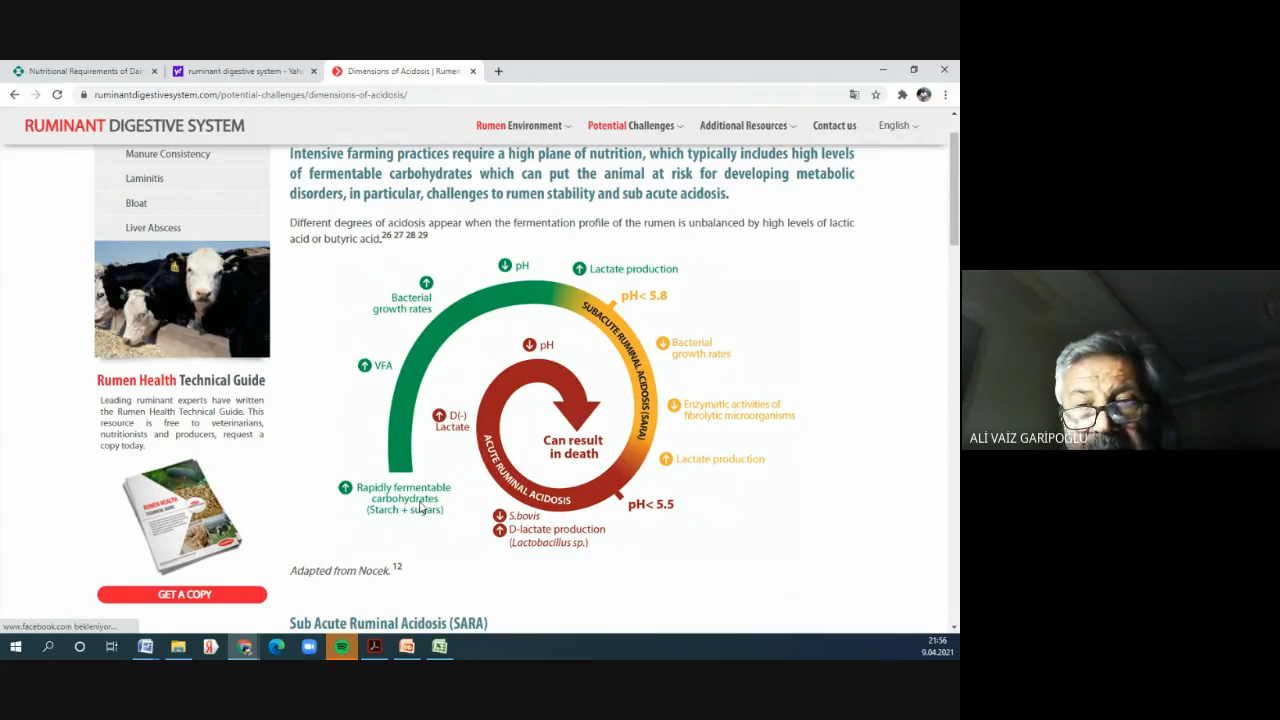 Nutritional Requirements of Dai
ruminant digestive system - Yaho
Dimensions of Acidosis | Rumen
ruminantdigestivesystem.com/potential-challenges/dimensions-of-acidosis/
RUMINANT DIGESTIVE SYSTEM
Rumen Environment
Potential Challenges
Additional Resources
Contact us
English
Manure Consistency
Laminitis
Bloat
Liver Abscess
Rumen Health Technical Guide
Leading ruminant experts have written
the Rumen Health Technical Guide. This
resource is free to veterinarians,
nutritionists and producers, request a
copy today.
RUMEN HEALTH
TECHNICAL GUIDE
GET A COPY
Intensive farming practices require a high plane of nutrition, which typically includes high levels
of fermentable carbohydrates which can put the animal at risk for developing metabolic
disorders, in particular, challenges to rumen stability and sub acute acidosis.
Different degrees of acidosis appear when the fermentation profile of the rumen is unbalanced by high levels of lactic
acid or butyric acid.26 27 28 29
Rapidly fermentable
carbohydrates
(Starch + sugars)
VFA
Bacterial
growth rates
pH
Lactate production
pH< 5.8
SUBACUTE RUMINAL ACIDOSIS (SARA)
Bacterial
growth rates
Enzymatic activities of
fibrolytic microorganisms
Lactate production
pH< 5.5
S.bovis
D-lactate production
(Lactobacillus sp.)
ACUTE RUMINAL ACIDOSIS
D(-)
Lactate
pH
Can result
in death
Adapted from Nocek. 12
Sub Acute Ruminal Acidosis (SARA)
www.facebook.com bekleniyor...
21:56
9.04.2021
ALİ VAİZ GARİPOĞLU